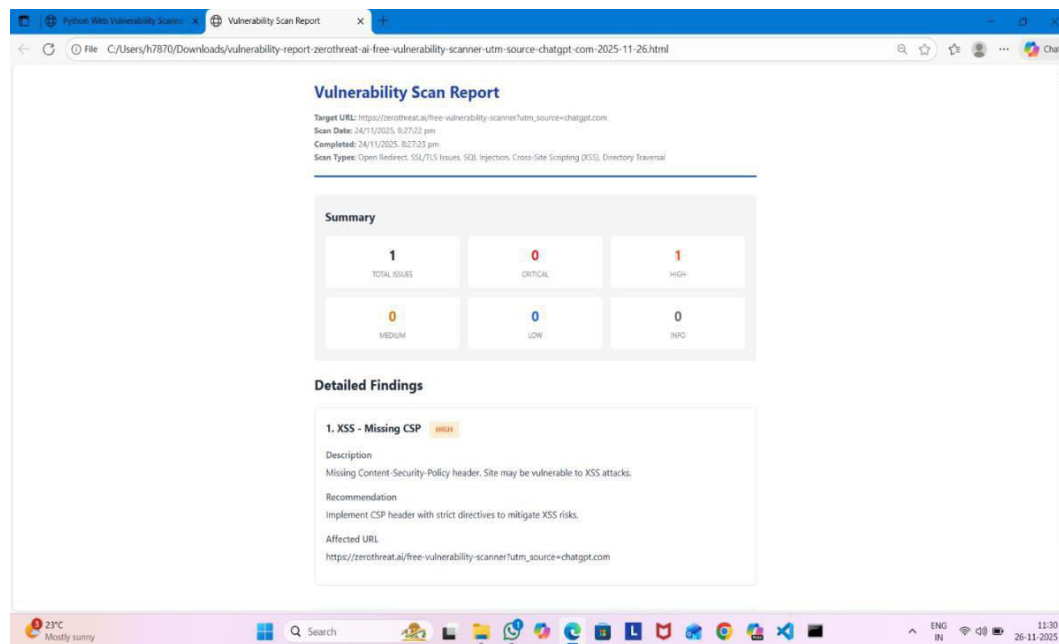 Python Web Vulnerability Scanne
Vulnerability Scan Report
File C:/Users/h7870/Downloads/vulnerability-report-zerothreat-ai-free-vulnerability-scanner-utm-source-chatgpt-com-2025-11-26.html
Chat
Vulnerability Scan Report
Target URL: https://zerothreat.ai/free-vulnerability-scanner?utm_source=chatgpt.com
Scan Date: 24/11/2025, 8:27:22 pm
Completed: 24/11/2025, 8:27:23 pm
Scan Types: Open Redirect, SSL/TLS Issues, SQL Injection, Cross-Site Scripting (XSS), Directory Traversal
Summary
1
TOTAL ISSUES
0
CRITICAL
1
HIGH
0
MEDIUM
0
LOW
0
INFO
Detailed Findings
1. XSS - Missing CSP HIGH
Description
Missing Content-Security-Policy header. Site may be vulnerable to XSS attacks.
Recommendation
Implement CSP header with strict directives to mitigate XSS risks.
Affected URL
https://zerothreat.ai/free-vulnerability-scanner?utm_source=chatgpt.com
3
23°C
Mostly sunny
Search
L
ENG
IN
11:30
26-11-2025